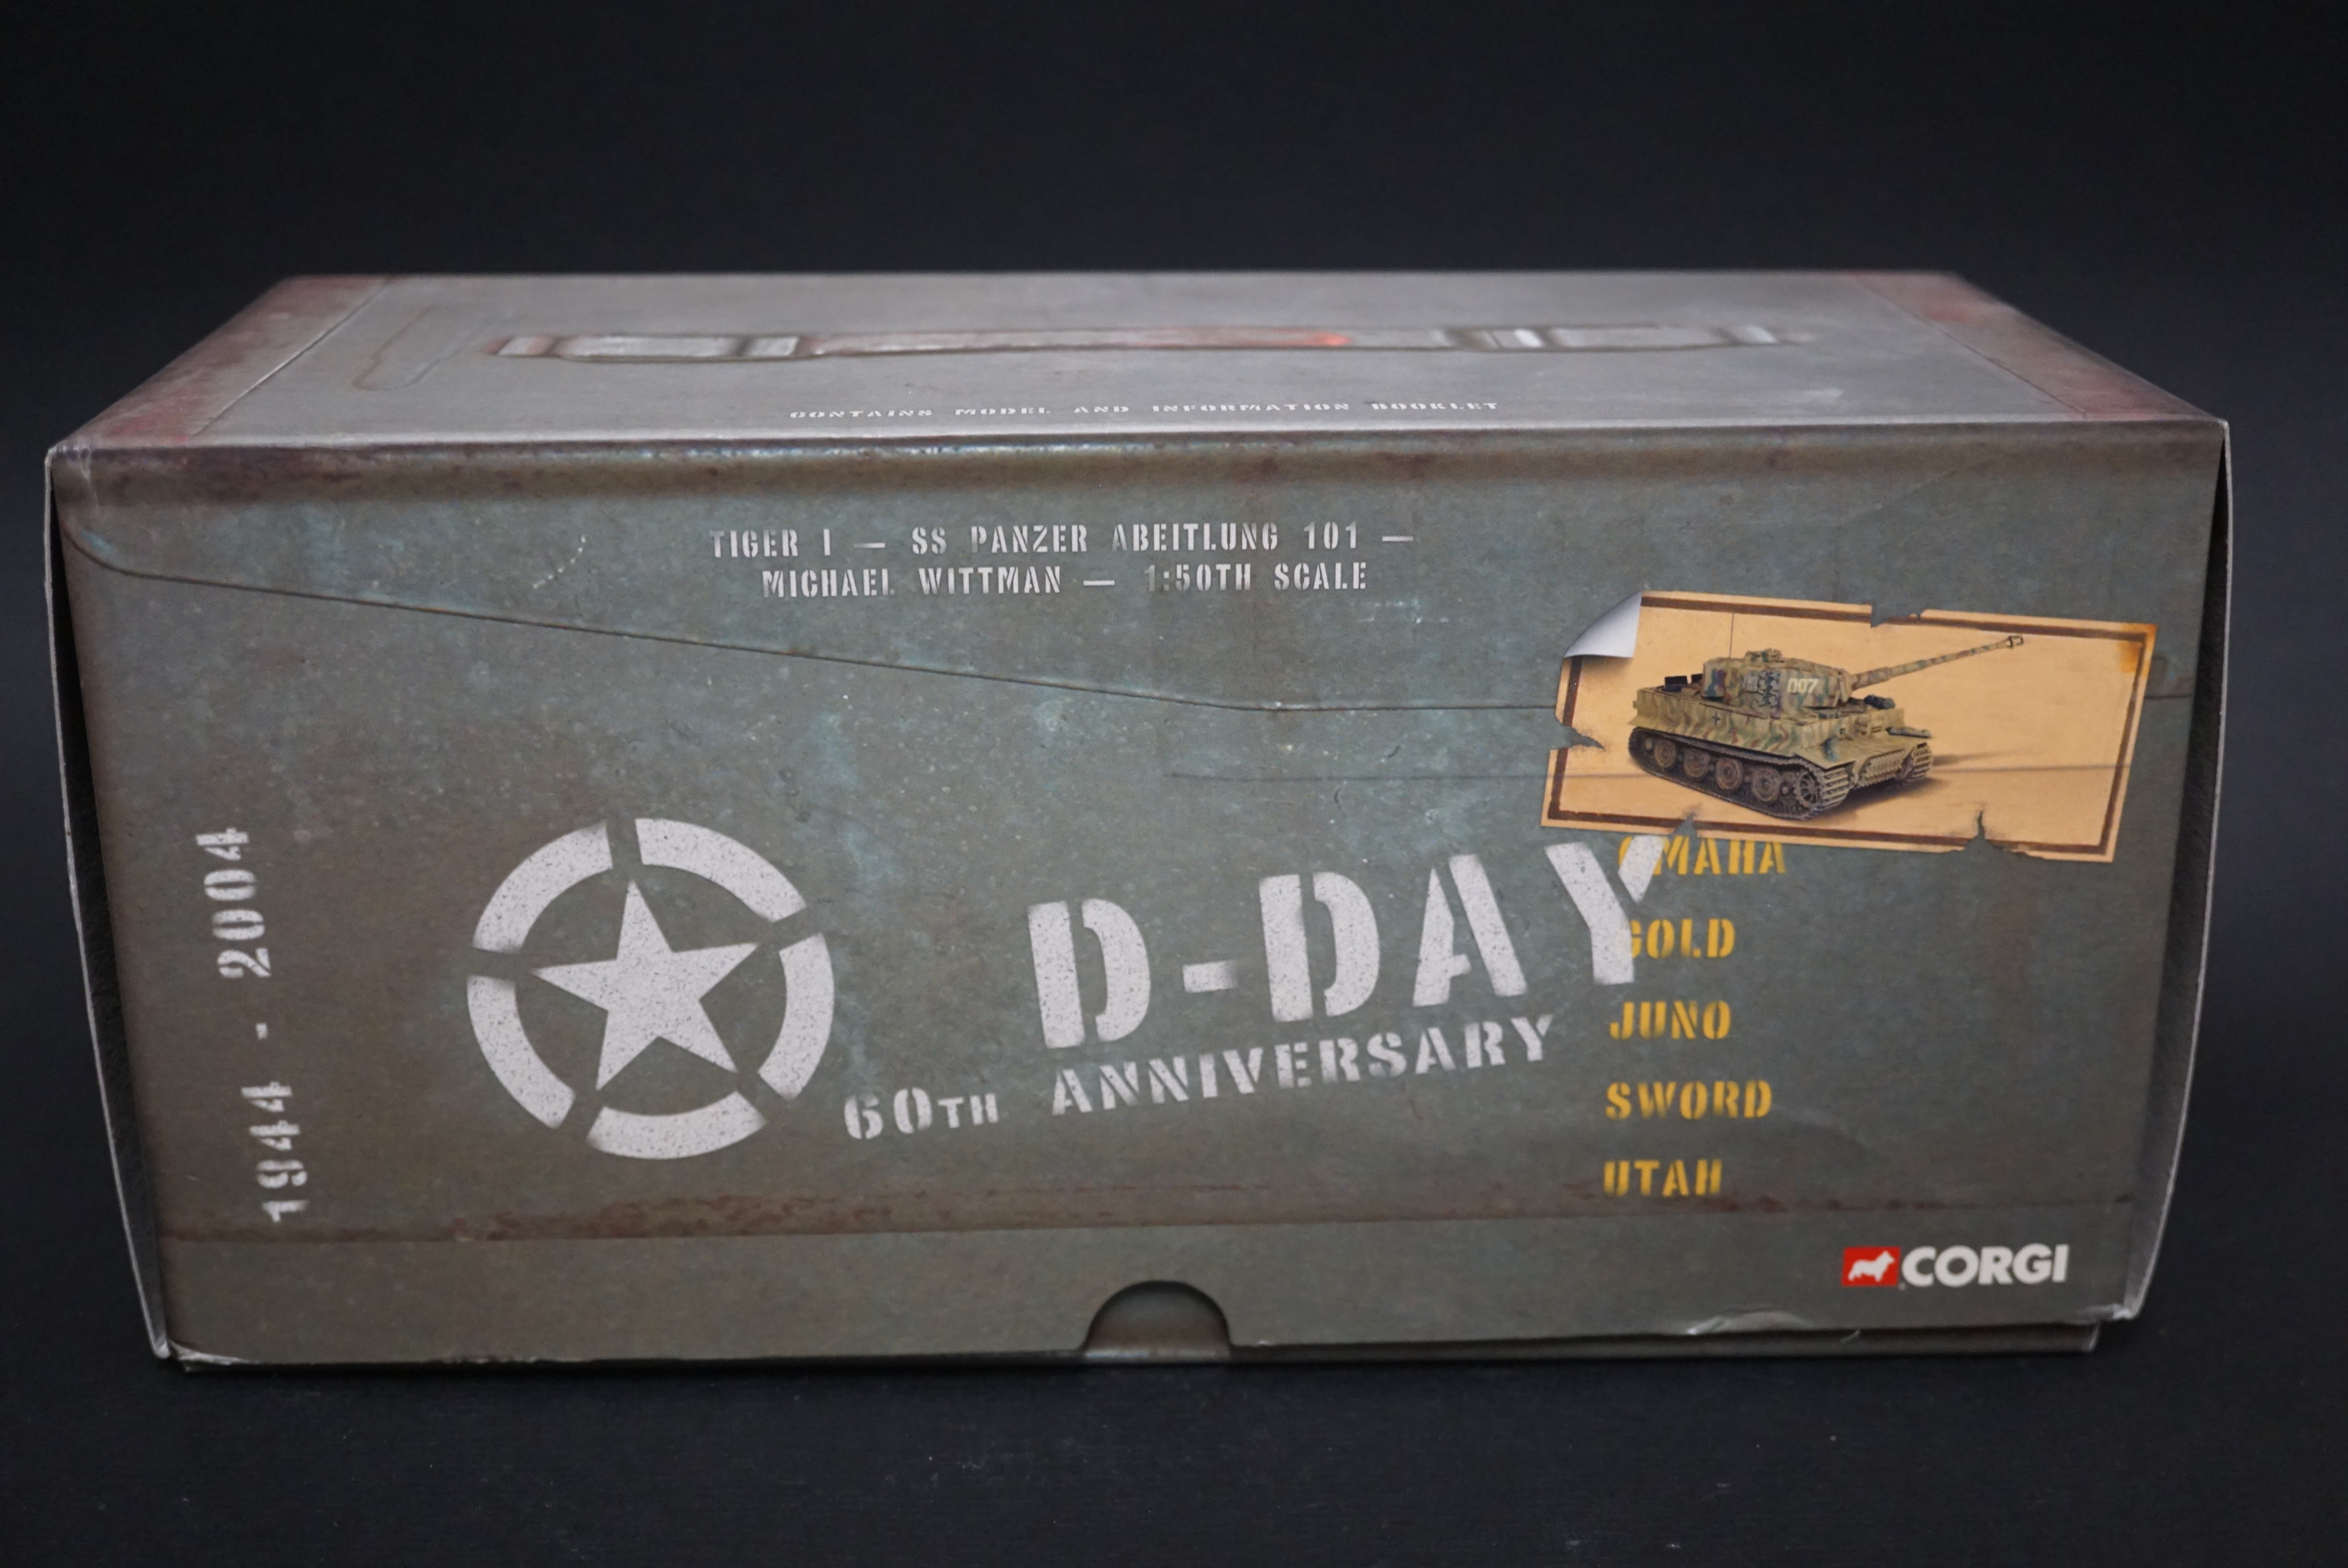 CONTAINS MODEL AND INFORMATION BOOKLET
TIGER I — SS PANZER ABEITLUNG 101 —
MICHAEL WITTMAN — 1:50TH SCALE
007
1944 - 2004
D-DAY
60TH ANNIVERSARY
OMAHA
GOLD
JUNO
SWORD
UTAH
CORGI